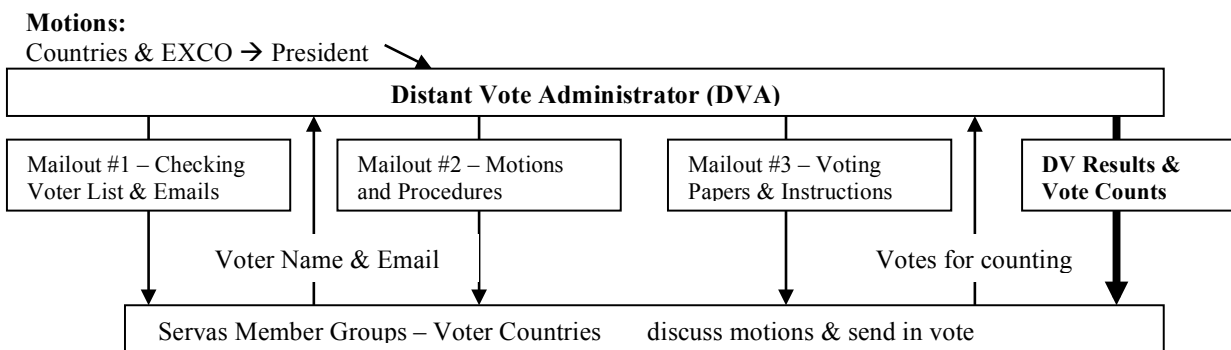 Motions:
Countries & EXCO → President
Distant Vote Administrator (DVA)
Mailout #1 – Checking
Voter List & Emails
Mailout #2 – Motions
and Procedures
Mailout #3 – Voting
Papers & Instructions
DV Results &
Vote Counts
Voter Name & Email
Votes for counting
Servas Member Groups – Voter Countries discuss motions & send in vote